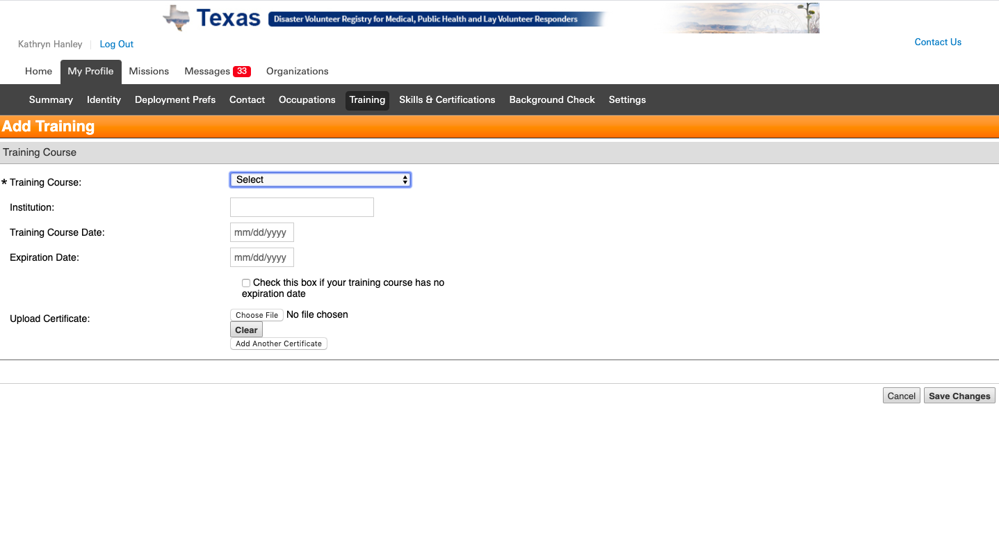 Texas Disaster Volunteer Registry for Medical, Public Health and Lay Volunteer Responders
Kathryn Hanley Log Out Contact Us
Home My Profile Missions Messages 33 Organizations
Summary Identity Deployment Prefs Contact Occupations Training Skills & Certifications Background Check Settings
Add Training
Training Course
* Training Course: Select
Institution:
Training Course Date: mm/dd/yyyy
Expiration Date: mm/dd/yyyy
Check this box if your training course has no
expiration date
Upload Certificate: Choose File No file chosen
Clear
Add Another Certificate
Cancel Save Changes